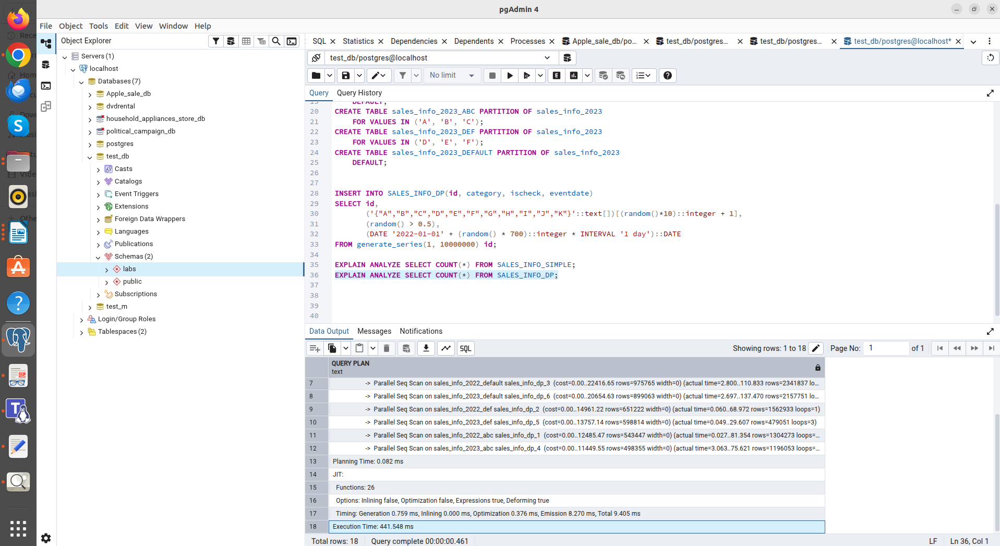 pgAdmin 4
File Object Tools Edit View Window Help
Object Explorer
SQL Statistics Dependencies Dependents Processes Apple_sale_db/po... test_db/postgres... test_db/postgres... test_db/postgres@localhost*
Servers (1)
localhost
Databases (7)
Apple_sale_db
dvdrental
household_appliances_store_db
political_campaign_db
postgres
test_db
Casts
Catalogs
Event Triggers
Extensions
Foreign Data Wrappers
Languages
Publications
Schemas (2)
labs
public
Subscriptions
test_m
Login/Group Roles
Tablespaces (2)
test_db/postgres@localhost
No limit
E
Query Query History
19 DEFAULT;
20 CREATE TABLE sales_info_2023_ABC PARTITION OF sales_info_2023
21 FOR VALUES IN ('A', 'B', 'C');
22 CREATE TABLE sales_info_2023_DEF PARTITION OF sales_info_2023
23 FOR VALUES IN ('D', 'E', 'F');
24 CREATE TABLE sales_info_2023_DEFAULT PARTITION OF sales_info_2023
25 DEFAULT;
26
27
28 INSERT INTO SALES_INFO_DP(id, category, ischeck, eventdate)
29 SELECT id,
30 ('{"A","B","C","D","E","F","G","H","I","J","K"}'::text[])[(random()*10)::integer + 1],
31 (random() > 0.5),
32 (DATE '2022-01-01' + (random() * 700)::integer * INTERVAL '1 day')::DATE
33 FROM generate_series(1, 10000000) id;
34
35 EXPLAIN ANALYZE SELECT COUNT(*) FROM SALES_INFO_SIMPLE;
36 EXPLAIN ANALYZE SELECT COUNT(*) FROM SALES_INFO_DP;
37
38
39
40
Data Output Messages Notifications
SQL Showing rows: 1 to 18 Page No: 1 of 1
QUERY PLAN
text
7 -> Parallel Seq Scan on sales_info_2022_default sales_info_dp_3 (cost=0.00..22416.65 rows=975765 width=0) (actual time=2.800..110.833 rows=2341837 lo...
8 -> Parallel Seq Scan on sales_info_2023_default sales_info_dp_6 (cost=0.00..20654.63 rows=899063 width=0) (actual time=2.697..137.470 rows=2157751 lo...
9 -> Parallel Seq Scan on sales_info_2022_def sales_info_dp_2 (cost=0.00..14961.22 rows=651222 width=0) (actual time=0.060..68.972 rows=1562933 loops=1)
10 -> Parallel Seq Scan on sales_info_2023_def sales_info_dp_5 (cost=0.00..13757.14 rows=598814 width=0) (actual time=0.049..29.607 rows=479051 loops=3)
11 -> Parallel Seq Scan on sales_info_2022_abc sales_info_dp_1 (cost=0.00..12485.47 rows=543447 width=0) (actual time=0.027..81.354 rows=1304273 loops=...
12 -> Parallel Seq Scan on sales_info_2023_abc sales_info_dp_4 (cost=0.00..11449.55 rows=498355 width=0) (actual time=3.063..75.621 rows=1196053 loops=...
13 Planning Time: 0.082 ms
14 JIT:
15 Functions: 26
16 Options: Inlining false, Optimization false, Expressions true, Deforming true
17 Timing: Generation 0.759 ms, Inlining 0.000 ms, Optimization 0.376 ms, Emission 8.270 ms, Total 9.405 ms
18 Execution Time: 441.548 ms
Total rows: 18 Query complete 00:00:00.461 LF Ln 36, Col 1